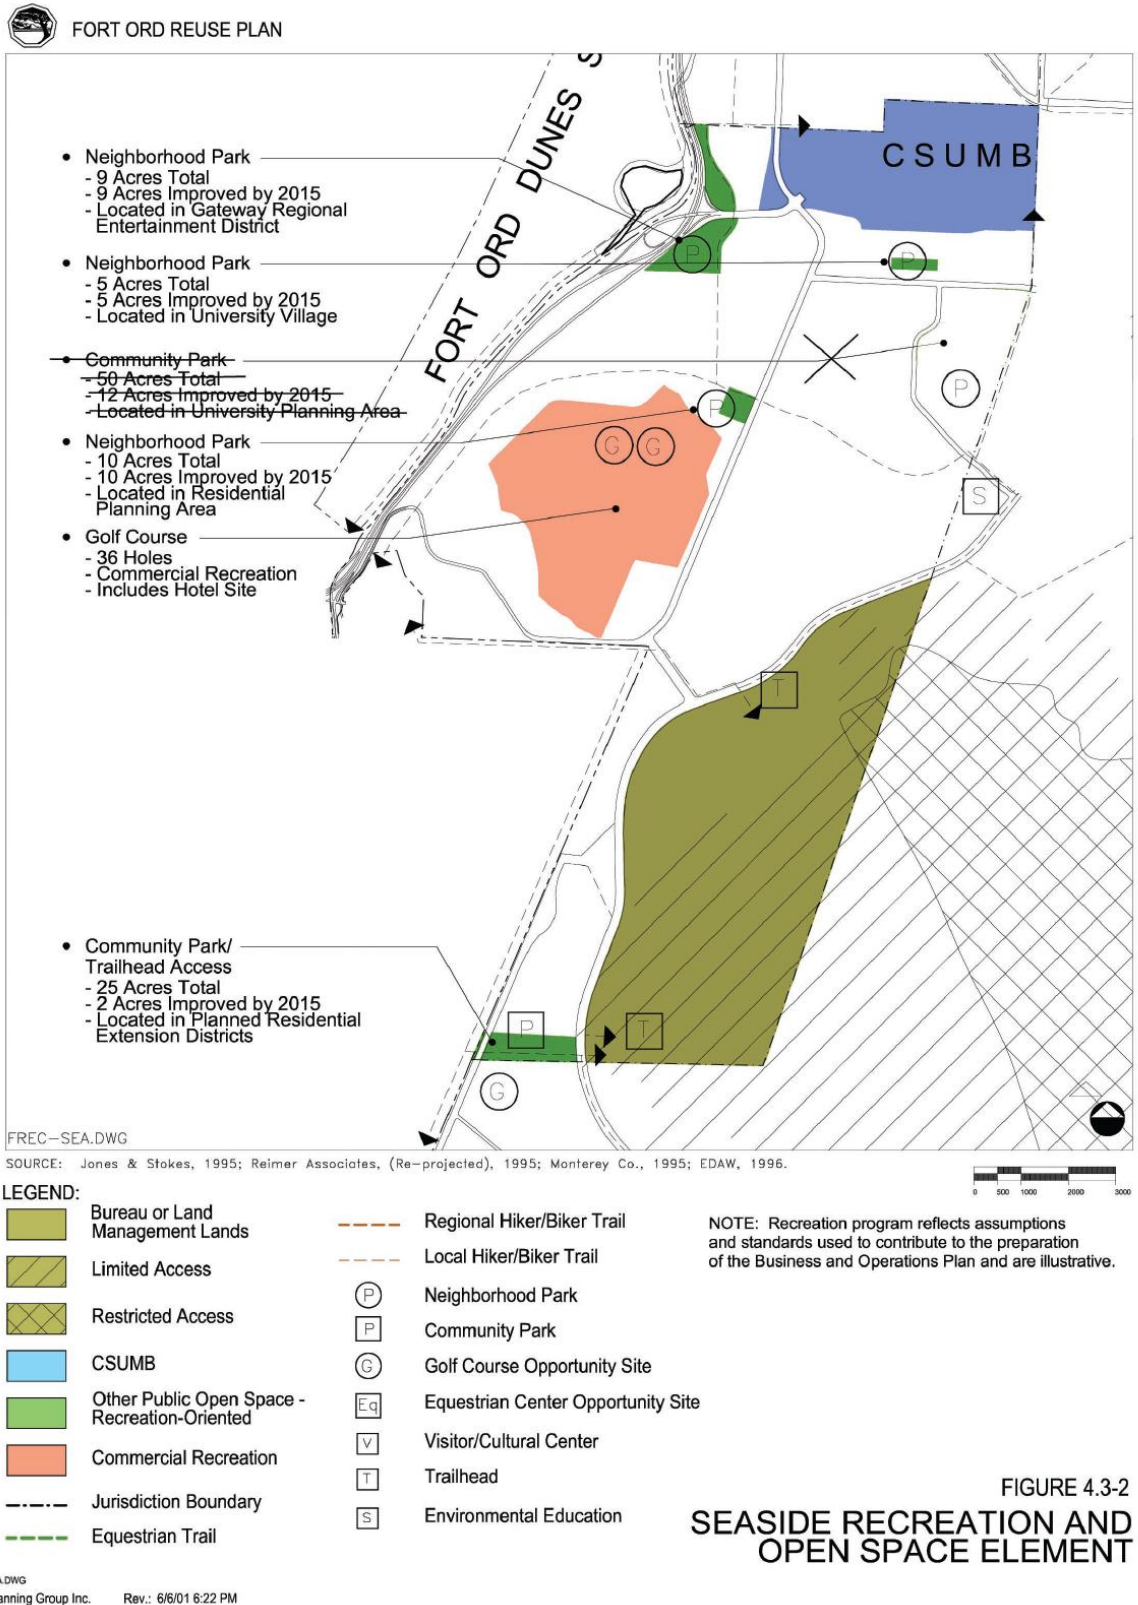 FORT ORD REUSE PLAN
FORT ORD DUNES S
CSUMB
• Neighborhood Park
- 9 Acres Total
- 9 Acres Improved by 2015
- Located in Gateway Regional
Entertainment District
• Neighborhood Park
- 5 Acres Total
- 5 Acres Improved by 2015
- Located in University Village
• Community Park
- 50 Acres Total
- 12 Acres Improved by 2015
- Located in University Planning Area
• Neighborhood Park
- 10 Acres Total
- 10 Acres Improved by 2015
- Located in Residential
Planning Area
• Golf Course
- 36 Holes
- Commercial Recreation
- Includes Hotel Site
• Community Park/
Trailhead Access
- 25 Acres Total
- 2 Acres Improved by 2015
- Located in Planned Residential
Extension Districts
P
P
P
P
G G
S
T
P
T
G
FREC-SEA.DWG
SOURCE: Jones & Stokes, 1995; Reimer Associates, (Re-projected), 1995; Monterey Co., 1995; EDAW, 1996.
0 500 1000 2000 3000
LEGEND:
Bureau or Land
Management Lands
Limited Access
Restricted Access
CSUMB
Other Public Open Space -
Recreation-Oriented
Commercial Recreation
Jurisdiction Boundary
Equestrian Trail
Regional Hiker/Biker Trail
Local Hiker/Biker Trail
P Neighborhood Park
P Community Park
G Golf Course Opportunity Site
Eq Equestrian Center Opportunity Site
V Visitor/Cultural Center
T Trailhead
S Environmental Education
NOTE: Recreation program reflects assumptions
and standards used to contribute to the preparation
of the Business and Operations Plan and are illustrative.
FIGURE 4.3-2
SEASIDE RECREATION AND
OPEN SPACE ELEMENT
A.DWG
anning Group Inc. Rev.: 6/6/01 6:22 PM